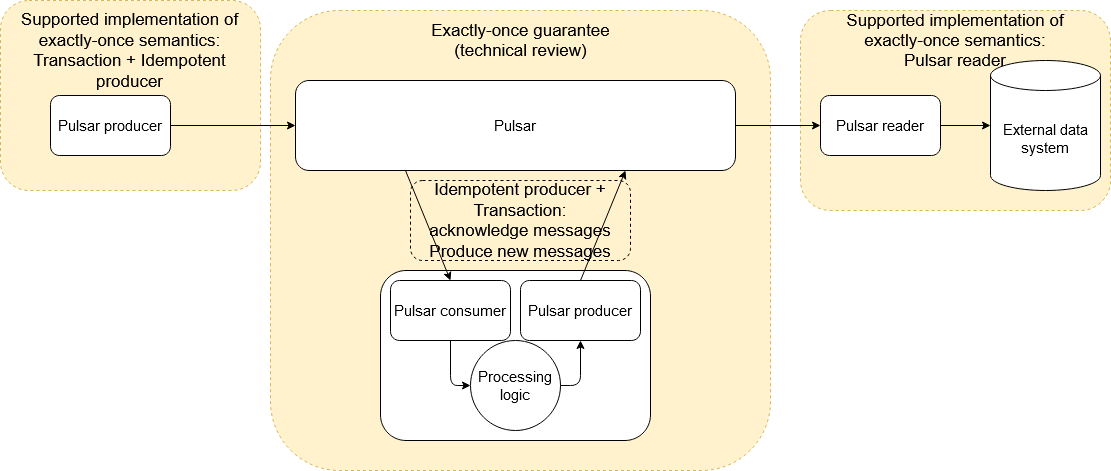 Supported implementation of
exactly-once semantics:
Transaction + Idempotent
producer
Pulsar producer
Exactly-once guarantee
(technical review)
Pulsar
Idempotent producer +
Transaction:
acknowledge messages
Produce new messages
Pulsar consumer
Pulsar producer
Processing
logic
Supported implementation of
exactly-once semantics:
Pulsar reader
Pulsar reader
External data
system